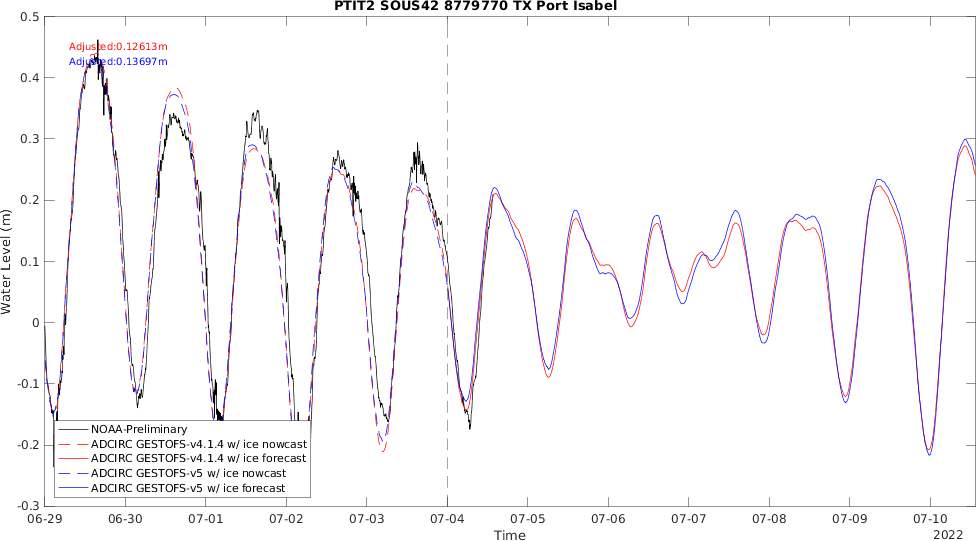 PTIT2 SOUS42 8779770 TX Port Isabel
0.5
0.4
0.3
0.2
0.1
0
-0.1
-0.2
-0.3
Water Level (m)
Adjusted:0.12613m
Adjusted:0.13697m
NOAA-Preliminary
ADCIRC GESTOFS-v4.1.4 w/ ice nowcast
ADCIRC GESTOFS-v4.1.4 w/ ice forecast
ADCIRC GESTOFS-v5 w/ ice nowcast
ADCIRC GESTOFS-v5 w/ ice forecast
06-29 06-30 07-01 07-02 07-03 07-04 07-05 07-06 07-07 07-08 07-09 07-10
Time
2022